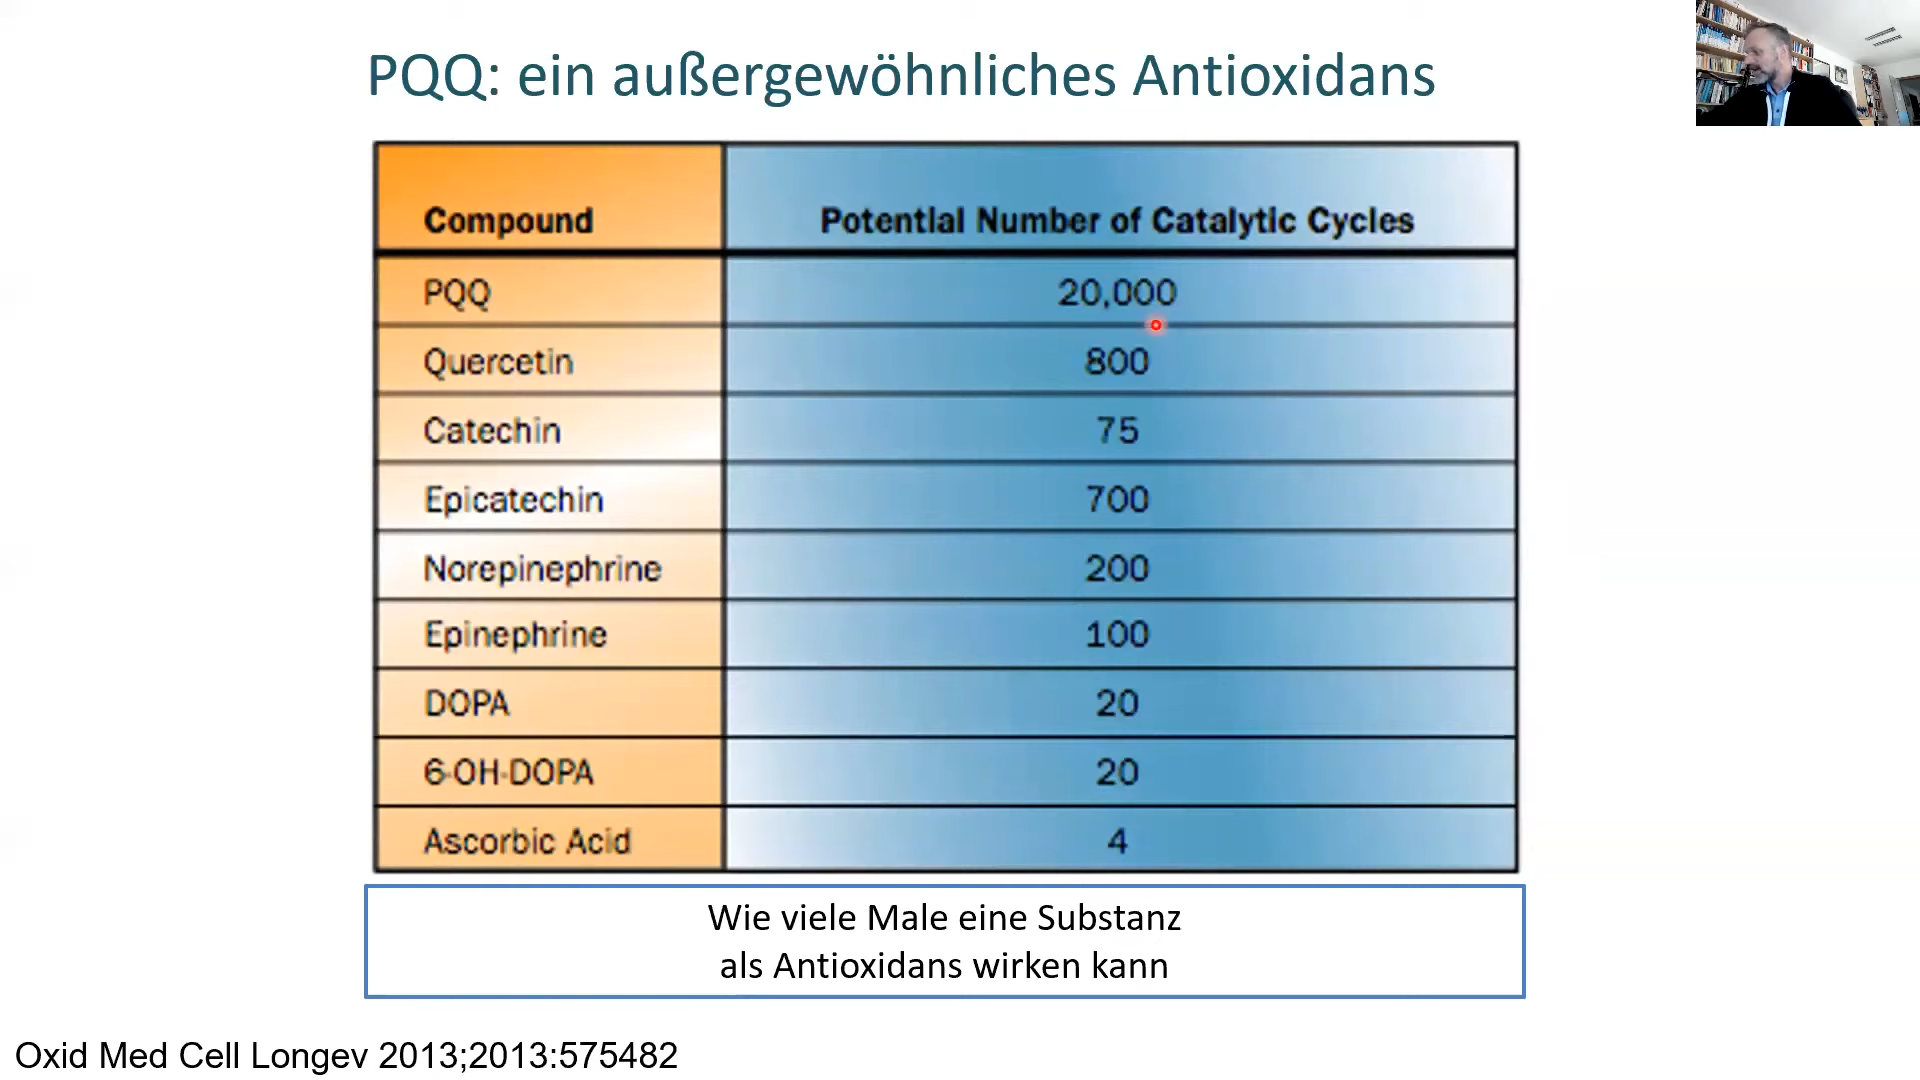 PQQ: ein außergewöhnliches Antioxidans
Compound Potential Number of Catalytic Cycles
PQQ 20,000
Quercetin 800
Catechin 75
Epicatechin 700
Norepinephrine 200
Epinephrine 100
DOPA 20
6-OH-DOPA 20
Ascorbic Acid 4
Wie viele Male eine Substanz
als Antioxidans wirken kann
Oxid Med Cell Longev 2013;2013:575482